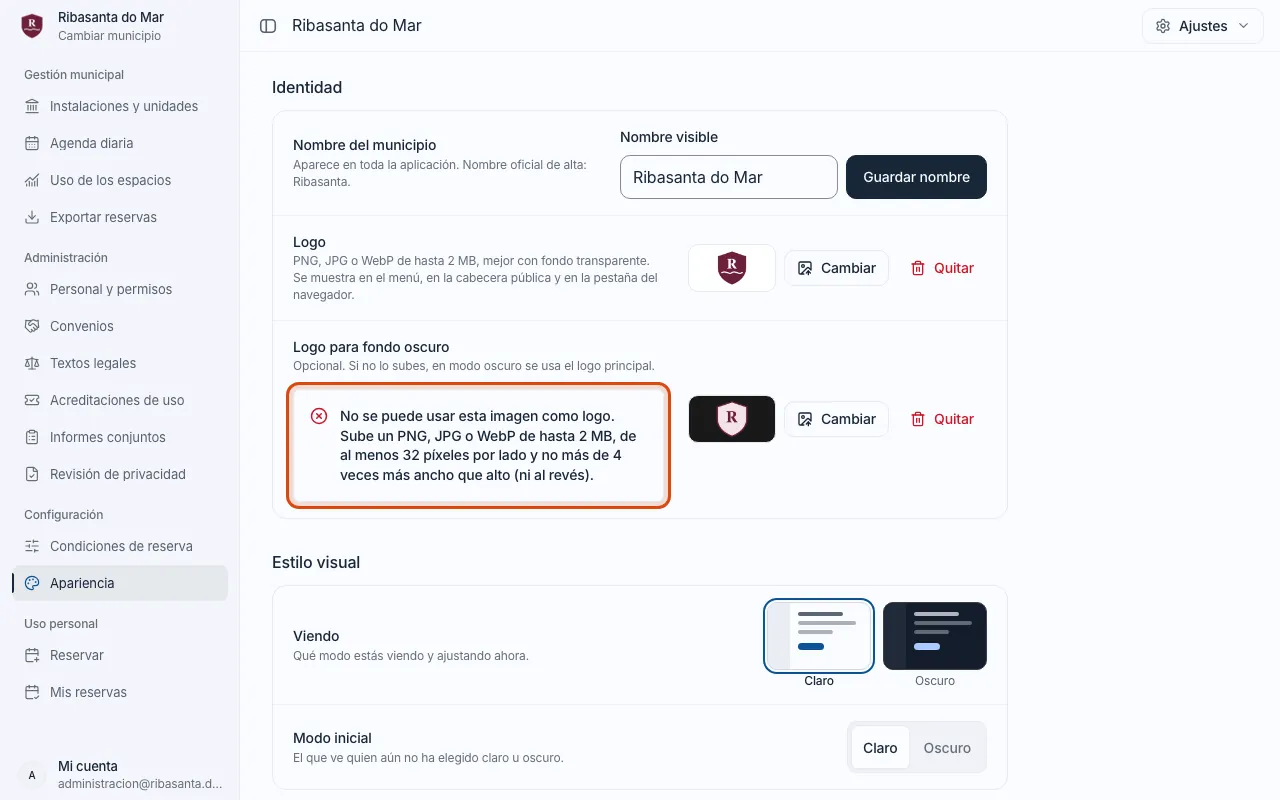 Ribasanta do Mar
Cambiar municipio
Gestión municipal
Instalaciones y unidades
Agenda diaria
Uso de los espacios
Exportar reservas
Administración
Personal y permisos
Convenios
Textos legales
Acreditaciones de uso
Informes conjuntos
Revisión de privacidad
Configuración
Condiciones de reserva
Apariencia
Uso personal
Reservar
Mis reservas
A
Mi cuenta
administracion@ribasanta.d...
Ribasanta do Mar
Ajustes
Identidad
Nombre del municipio
Aparece en toda la aplicación. Nombre oficial de alta:
Ribasanta.
Nombre visible
Ribasanta do Mar
Guardar nombre
Logo
PNG, JPG o WebP de hasta 2 MB, mejor con fondo transparente.
Se muestra en el menú, en la cabecera pública y en la pestaña del
navegador.
R
Cambiar
Quitar
Logo para fondo oscuro
Opcional. Si no lo subes, en modo oscuro se usa el logo principal.
No se puede usar esta imagen como logo.
Sube un PNG, JPG o WebP de hasta 2 MB, de
al menos 32 píxeles por lado y no más de 4
veces más ancho que alto (ni al revés).
R
Cambiar
Quitar
Estilo visual
Viendo
Qué modo estás viendo y ajustando ahora.
Claro
Oscuro
Modo inicial
El que ve quien aún no ha elegido claro u oscuro.
Claro
Oscuro